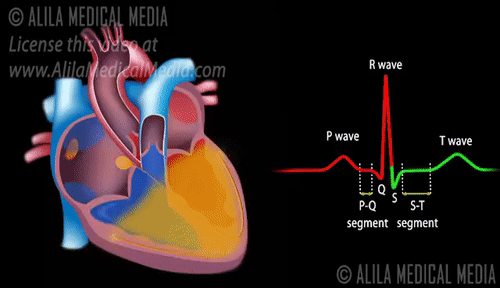 © ALILA MEDICAL MEDIA
License this video at
www.AlilaMedicalMedia.com
R wave
P wave
T wave
Q
S
P-Q
segment
S-T
segment
© ALILA MEDICAL MEDIA